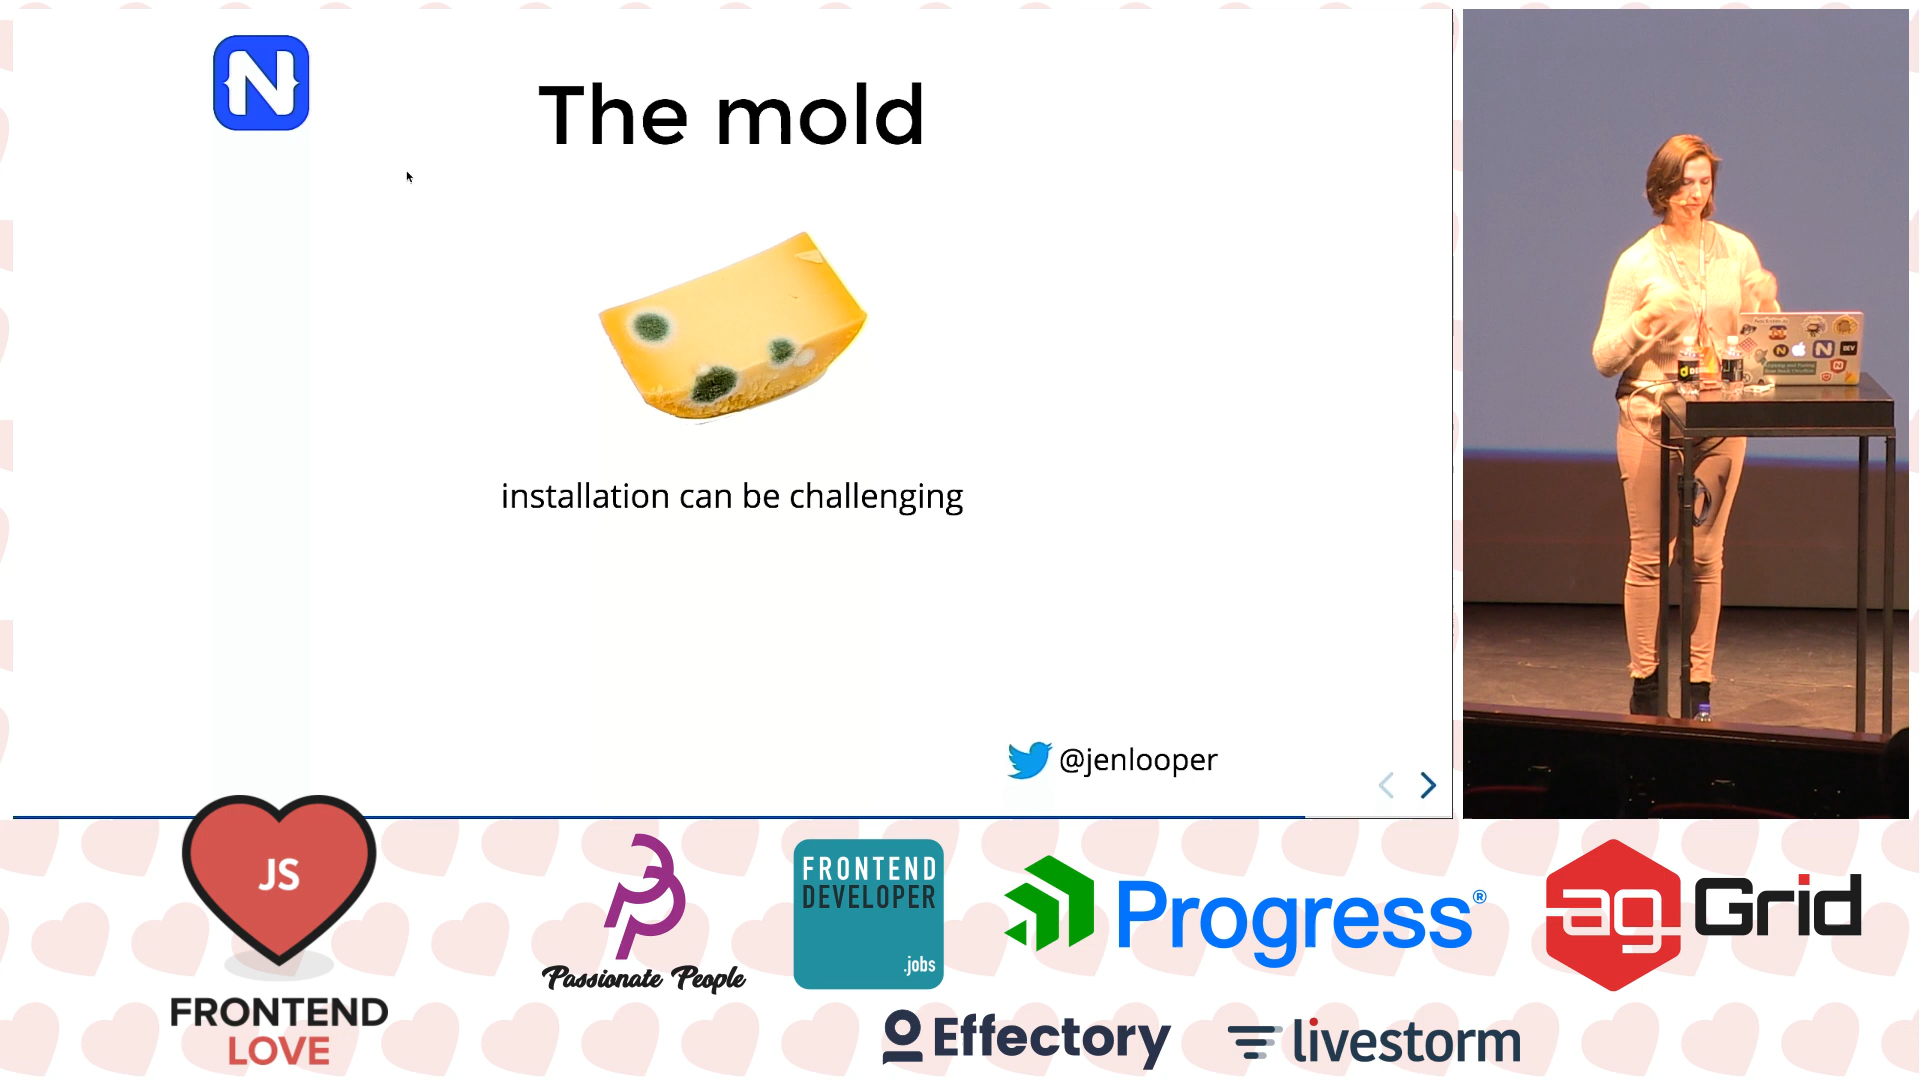 N
The mold
installation can be challenging
@jenlooper
N
DEV
JS
FRONTEND
LOVE
Passionate People
FRONTEND
DEVELOPER
.jobs
Progress®
ag Grid
Effectory
livestorm